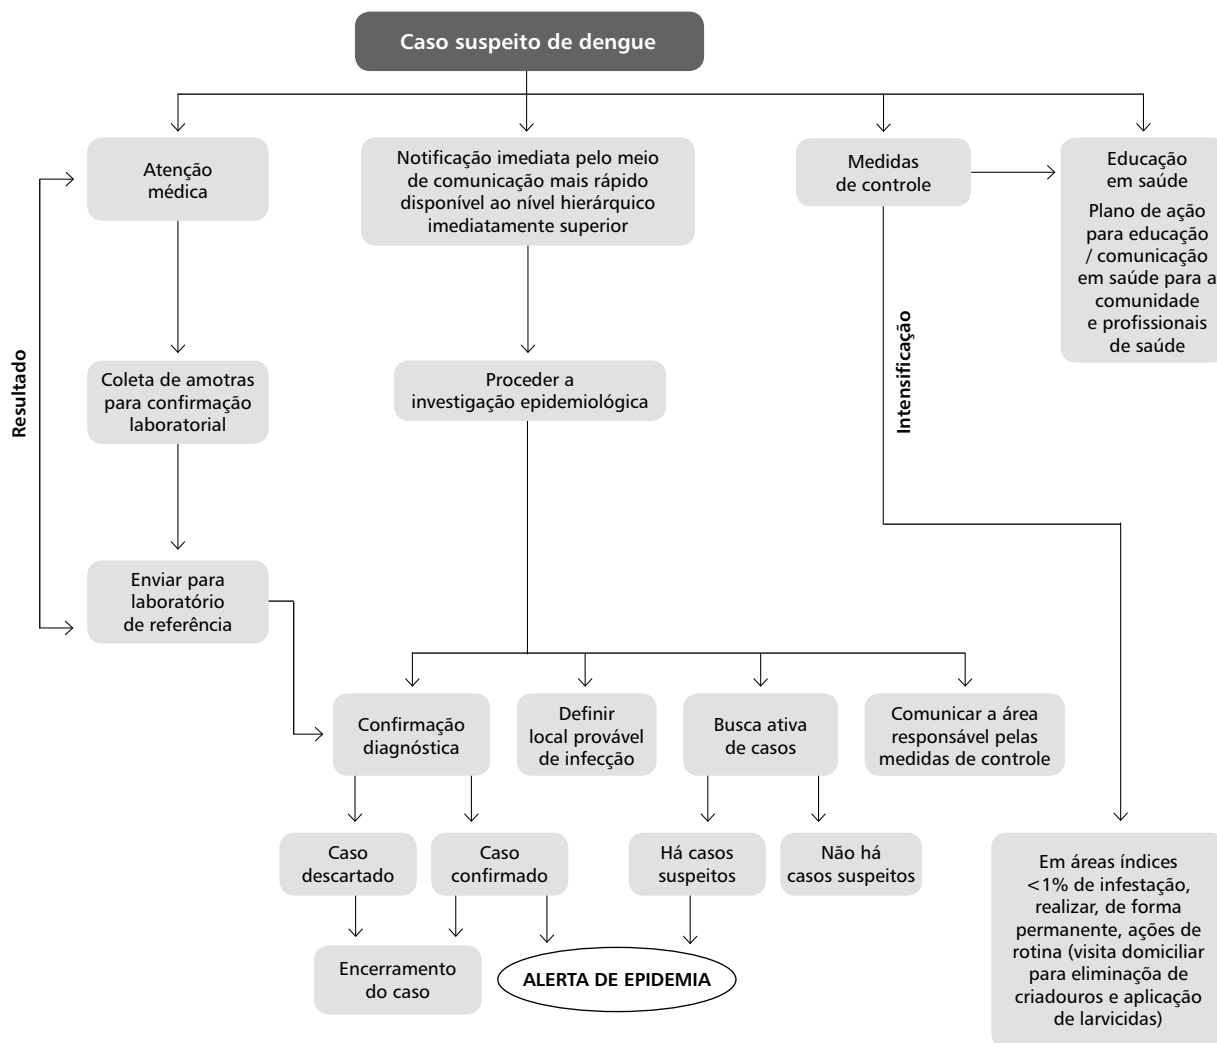 Caso suspeito de dengue
Atenção
médica
Notificação imediata pelo meio
de comunicação mais rápido
disponível ao nível hierárquico
imediatamente superior
Medidas
de controle
Educação
em saúde
Plano de ação
para educação
/ comunicação
em saúde para a
comunidade
e profissionais
de saúde
Resultado
Intensificação
Coleta de amotras
para confirmação
laboratorial
Proceder a
investigação epidemiológica
Enviar para
laboratório
de referência
Confirmação
diagnóstica
Definir
local provável
de infecção
Busca ativa
de casos
Comunicar a área
responsável pelas
medidas de controle
Caso
descartado
Caso
confirmado
Há casos
suspeitos
Não há
casos suspeitos
Em áreas índices
<1% de infestação,
realizar, de forma
permanente, ações de
rotina (visita domiciliar
para eliminaçõa de
criadouros e aplicação
de larvicidas)
Encerramento
do caso
ALERTA DE EPIDEMIA